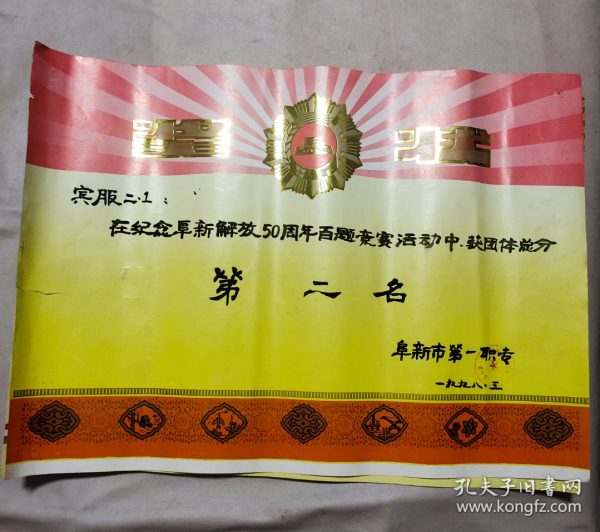 奖状
宾服二.1：
在纪念阜新解放50周年百题竞赛活动中.获团体总分
第二名
阜新市第一职专
一九九八.三
孔夫子旧书网
www.kongfz.com